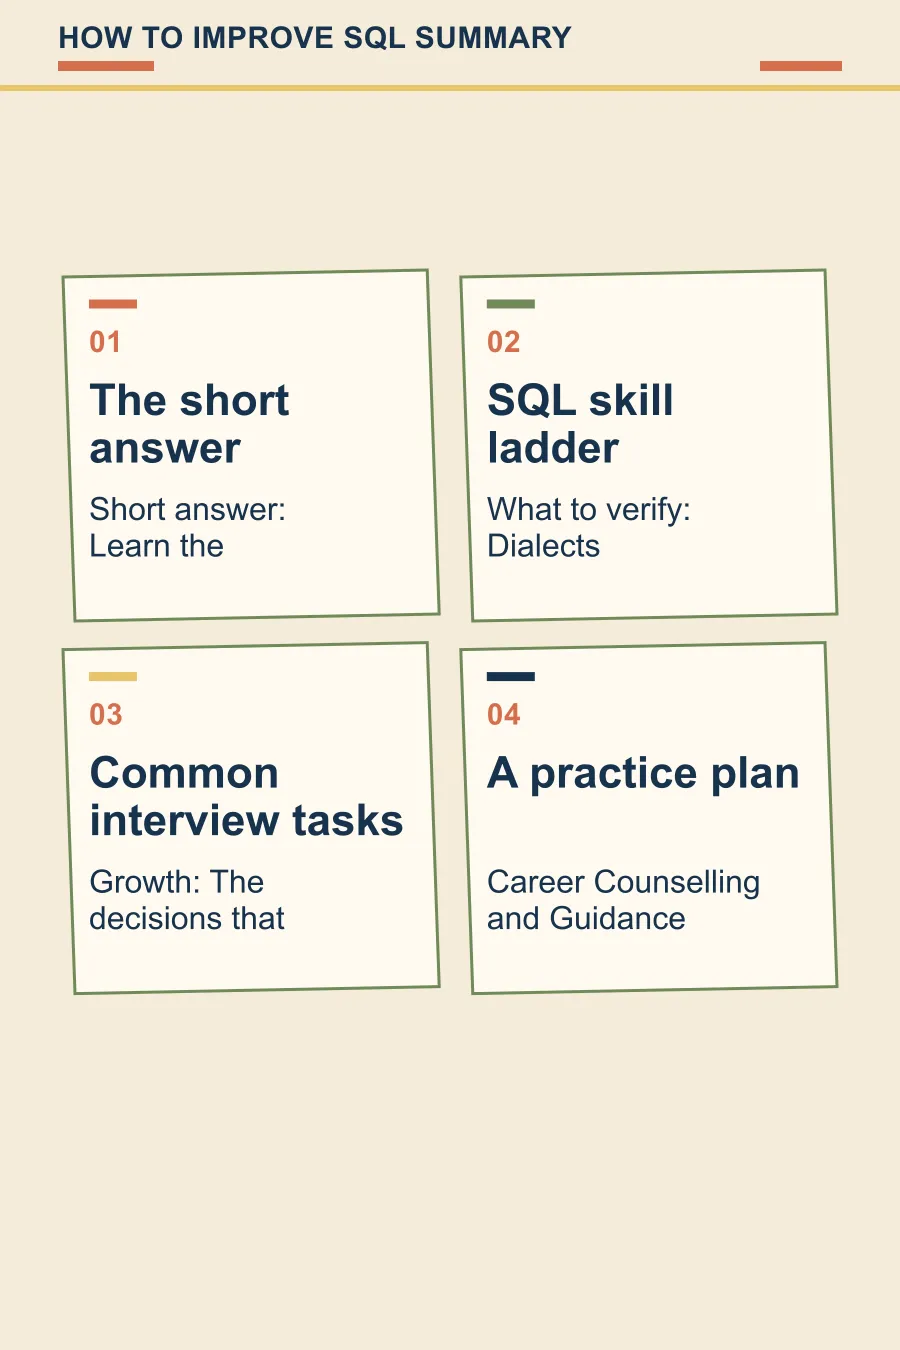 HOW TO IMPROVE SQL SUMMARY
01
The short
answer
Short answer:
Learn the
02
SQL skill
ladder
What to verify:
Dialects
03
Common
interview tasks
Growth: The
decisions that
04
A practice plan
Career Counselling
and Guidance